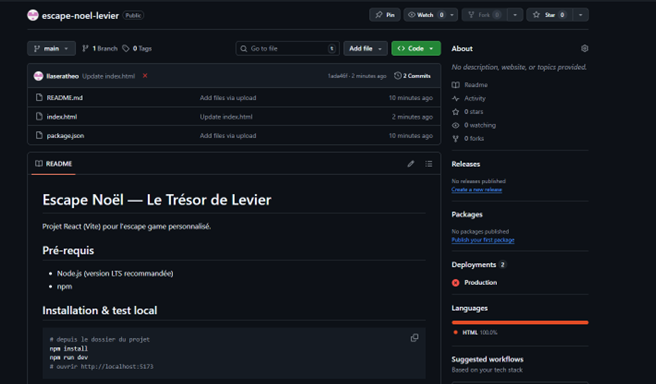 escape-noel-levier Public
Pin
Watch 0
Fork 0
Star 0
main
1 Branch
0 Tags
Go to file
t
Add file
Code
llaseratheo Update index.html
1ada46f · 2 minutes ago
2 Commits
README.md Add files via upload 10 minutes ago
index.html Update index.html 2 minutes ago
package.json Add files via upload 10 minutes ago
README
Escape Noël — Le Trésor de Levier
Projet React (Vite) pour l'escape game personnalisé.
Pré-requis
Node.js (version LTS recommandée)
npm
Installation & test local
# depuis le dossier du projet
npm install
npm run dev
# ouvrir http://localhost:5173
About
No description, website, or topics provided.
Readme
Activity
0 stars
0 watching
0 forks
Releases
No releases published
Create a new release
Packages
No packages published
Publish your first package
Deployments 2
Production
Languages
HTML 100.0%
Suggested workflows
Based on your tech stack